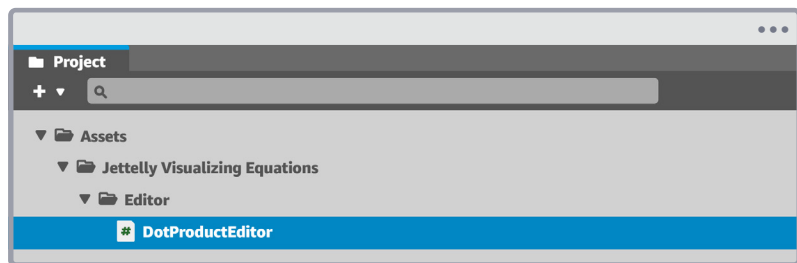 Project
Assets
Jettelly Visualizing Equations
Editor
# DotProductEditor